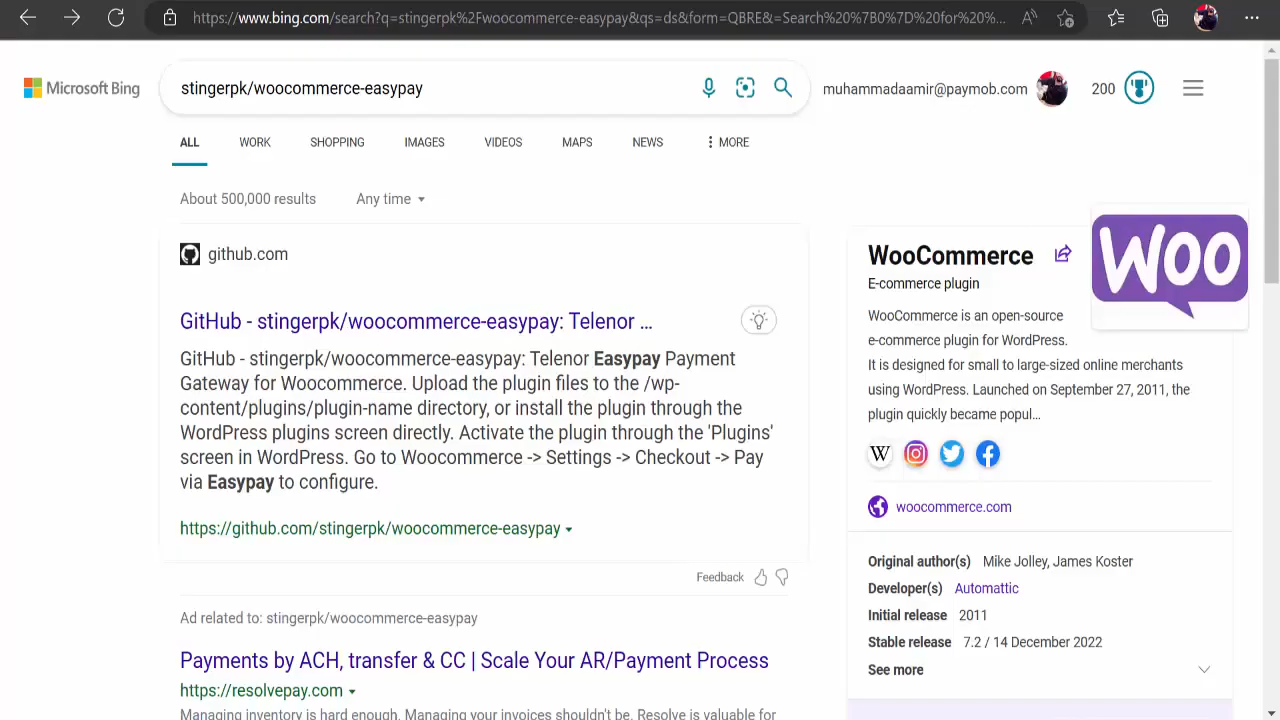 https://www.bing.com/search?q=stingerpk%2Fwoocommerce-easypay&qs=ds&form=QBRE&=Search%20%7B0%7D%20for%20%...
Microsoft Bing
stingerpk/woocommerce-easypay
muhammadaamir@paymob.com
200
ALL WORK SHOPPING IMAGES VIDEOS MAPS NEWS MORE
About 500,000 results Any time
github.com
GitHub - stingerpk/woocommerce-easypay: Telenor ...
GitHub - stingerpk/woocommerce-easypay: Telenor Easypay Payment
Gateway for Woocommerce. Upload the plugin files to the /wp-
content/plugins/plugin-name directory, or install the plugin through the
WordPress plugins screen directly. Activate the plugin through the 'Plugins'
screen in WordPress. Go to Woocommerce -> Settings -> Checkout -> Pay
via Easypay to configure.
https://github.com/stingerpk/woocommerce-easypay
Feedback
Ad related to: stingerpk/woocommerce-easypay
Payments by ACH, transfer & CC | Scale Your AR/Payment Process
https://resolvepay.com
Managing inventory is hard enough. Managing your invoices shouldn't be. Resolve is valuable for
WooCommerce
WOO
E-commerce plugin
WooCommerce is an open-source
e-commerce plugin for WordPress.
It is designed for small to large-sized online merchants
using WordPress. Launched on September 27, 2011, the
plugin quickly became popul...
W
woocommerce.com
Original author(s) Mike Jolley, James Koster
Developer(s) Automattic
Initial release 2011
Stable release 7.2 / 14 December 2022
See more